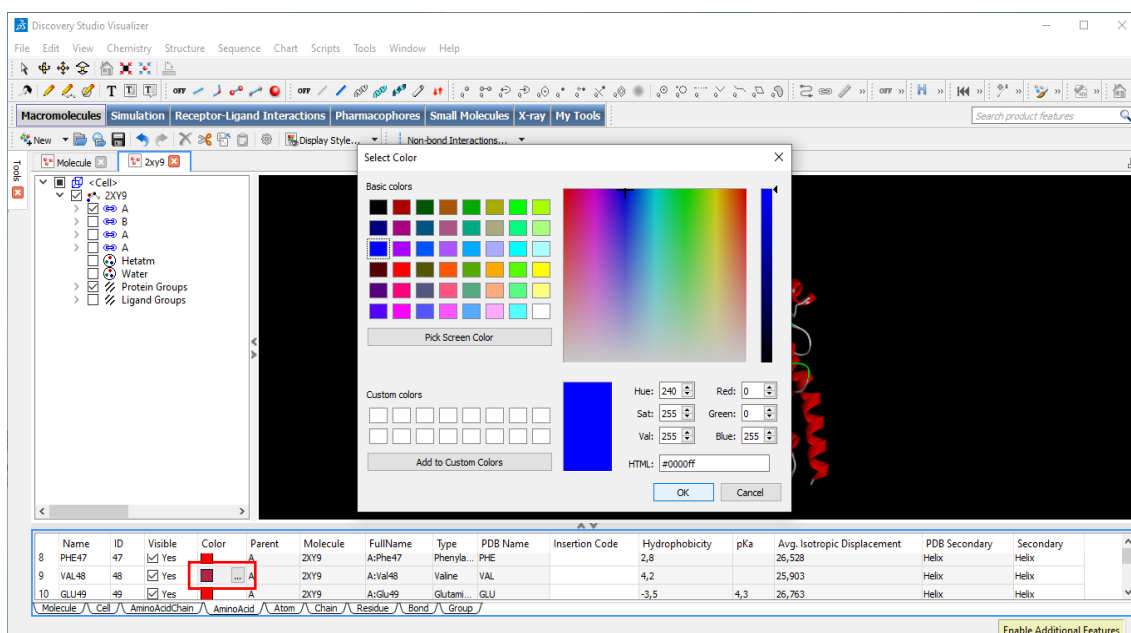 Discovery Studio Visualizer
File Edit View Chemistry Structure Sequence Chart Scripts Tools Window Help
OFF OFF OFF
Macromolecules Simulation Receptor-Ligand Interactions Pharmacophores Small Molecules X-ray My Tools Search product features
New Display Style... Non-bond Interactions...
Tools
Molecule 2xy9
<Cell>
2XY9
A
B
A
A
Hetatm
Water
Protein Groups
Ligand Groups
Select Color
Basic colors
Pick Screen Color
Custom colors
Add to Custom Colors
Hue: 240 Red: 0
Sat: 255 Green: 0
Val: 255 Blue: 255
HTML: #0000ff
OK Cancel
Name ID Visible Color Parent Molecule FullName Type PDB Name Insertion Code Hydrophobicity pKa Avg. Isotropic Displacement PDB Secondary Secondary
8 PHE47 47 Yes A 2XY9 A:Phe47 Phenyla... PHE 2,8 26,528 Helix Helix
9 VAL48 48 Yes ... A 2XY9 A:Val48 Valine VAL 4,2 25,903 Helix Helix
10 GLU49 49 Yes A 2XY9 A:Glu49 Glutami... GLU -3,5 4,3 26,763 Helix Helix
Molecule Cell AminoAcidChain AminoAcid Atom Chain Residue Bond Group
Enable Additional Features